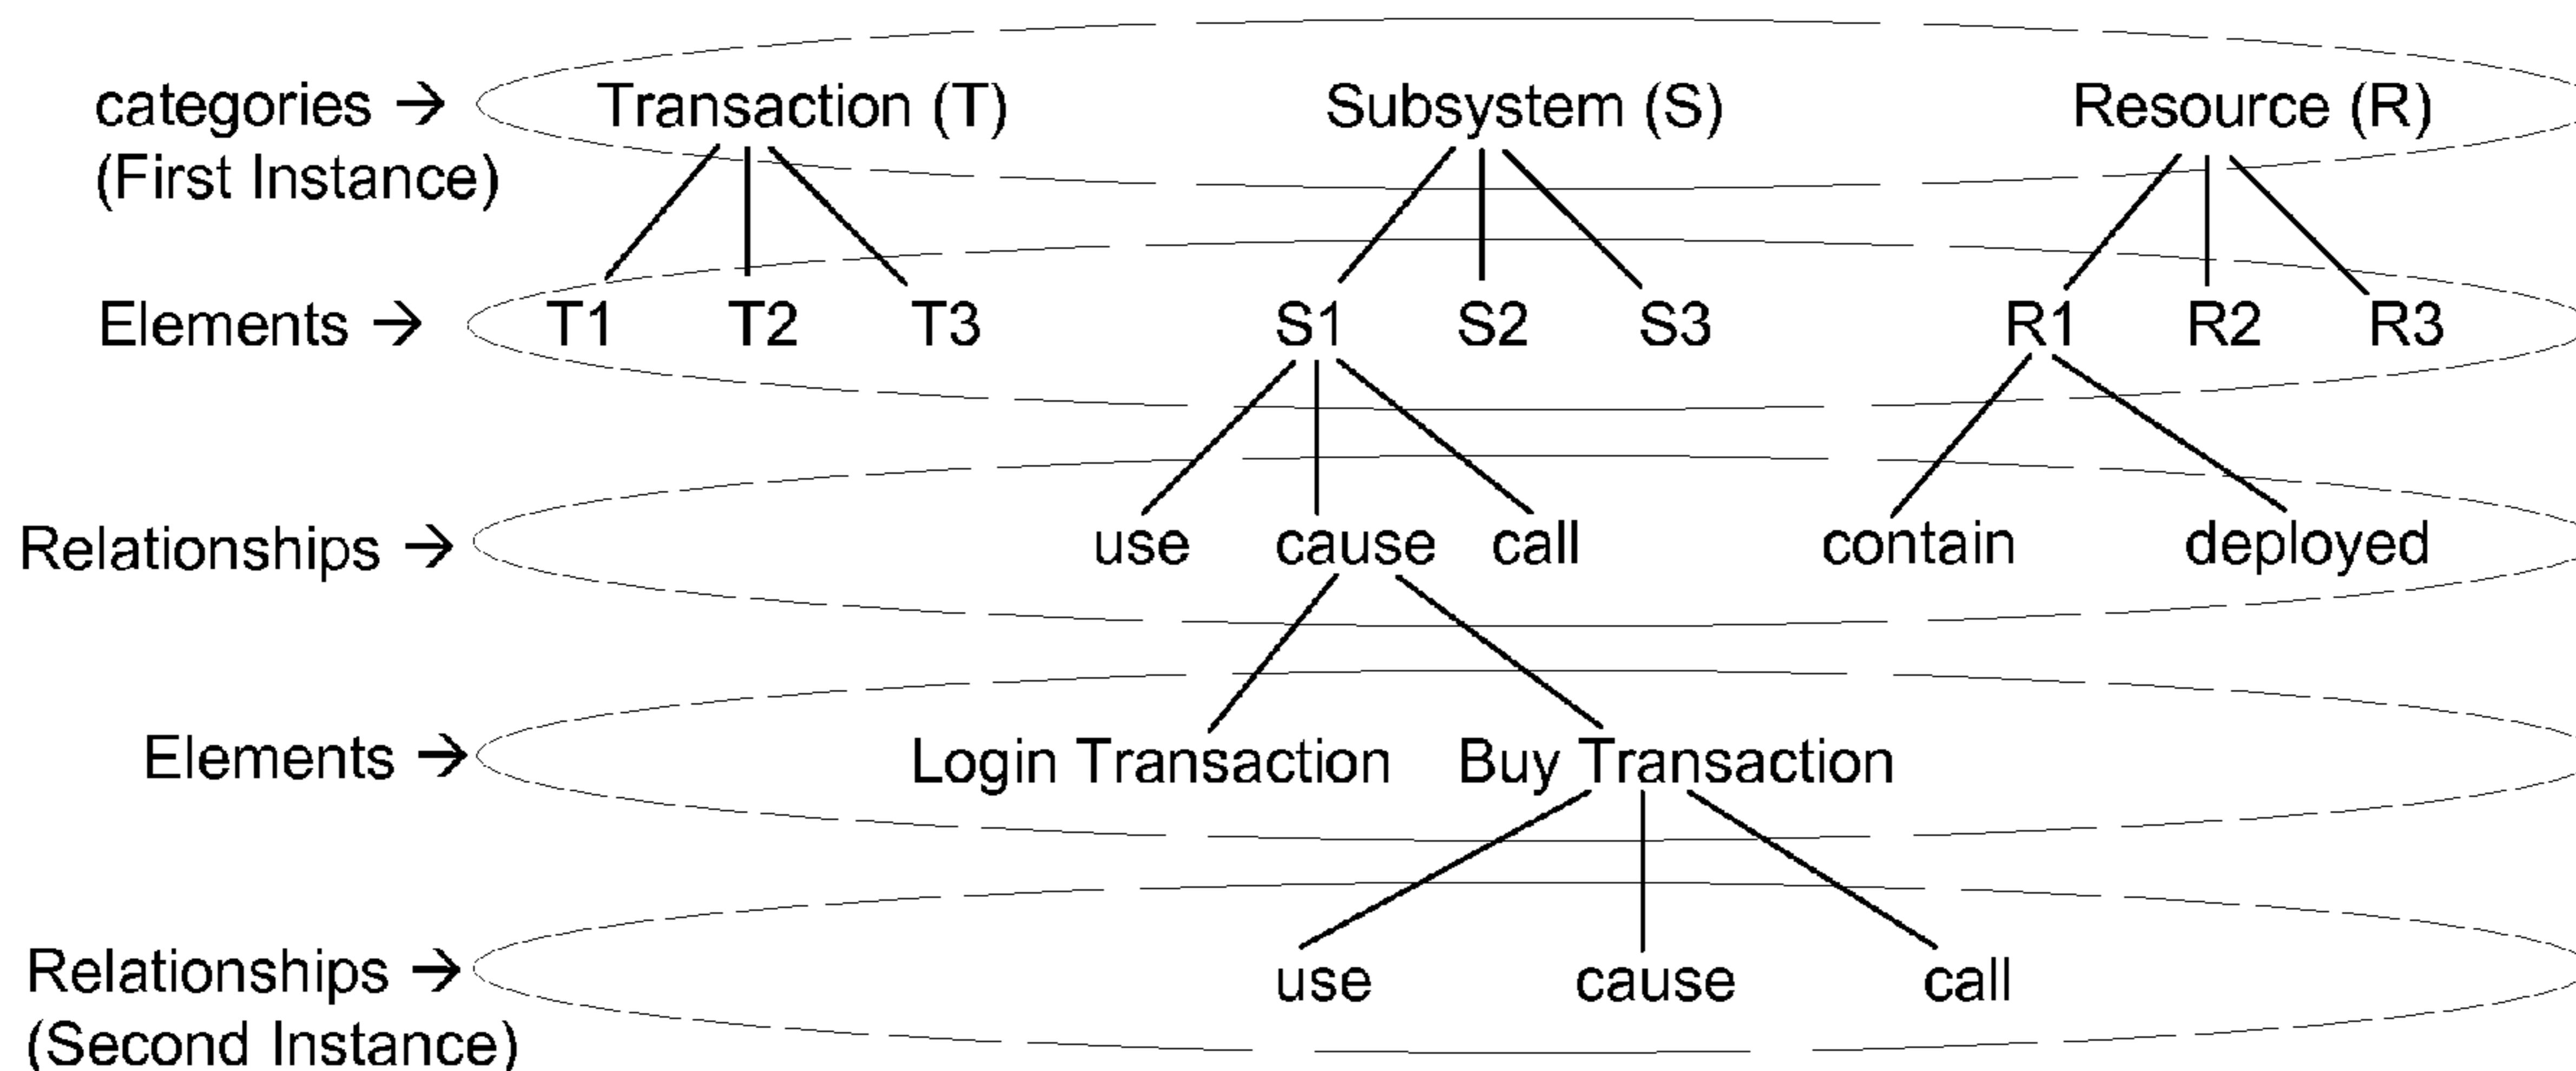 categories → Transaction (T) Subsystem (S) Resource (R)
(First Instance)
Elements → T1 T2 T3 S1 S2 S3 R1 R2 R3
Relationships → use cause call contain deployed
Elements → Login Transaction Buy Transaction
Relationships → use cause call
(Second Instance)